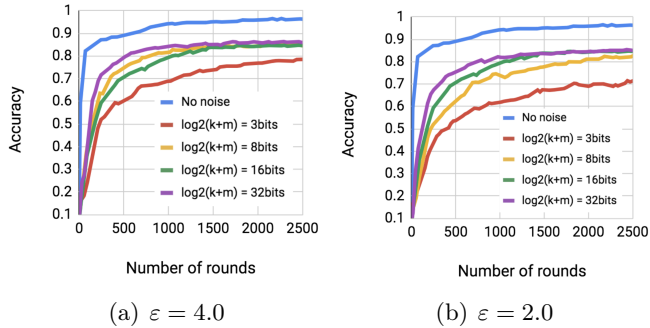 1
0.9
0.8
0.7
0.6
0.5
0.4
0.3
0.2
0.1
Accuracy
No noise
log2(k+m) = 3bits
log2(k+m) = 8bits
log2(k+m) = 16bits
log2(k+m) = 32bits
0 500 1000 1500 2000 2500
Number of rounds
(a) ε = 4.0
1
0.9
0.8
0.7
0.6
0.5
0.4
0.3
0.2
0.1
Accuracy
No noise
log2(k+m) = 3bits
log2(k+m) = 8bits
log2(k+m) = 16bits
log2(k+m) = 32bits
0 500 1000 1500 2000 2500
Number of rounds
(b) ε = 2.0